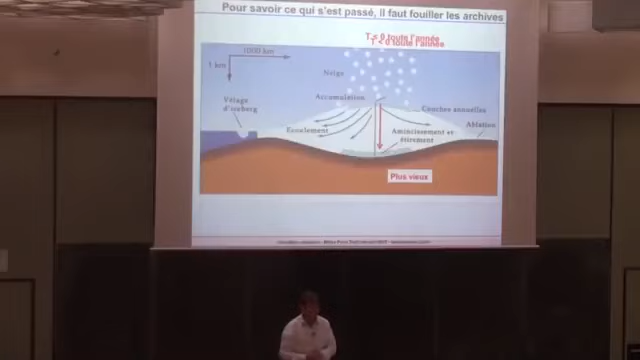 Pour savoir ce qui s'est passé, il faut fouiller les archives
T < 0 toute l'année
1000 km
1 km
Neige
Accumulation
Couches annuelles
Vêlage
d'iceberg
Ecoulement
Amincissement et
étirement
Ablation
Plus vieux